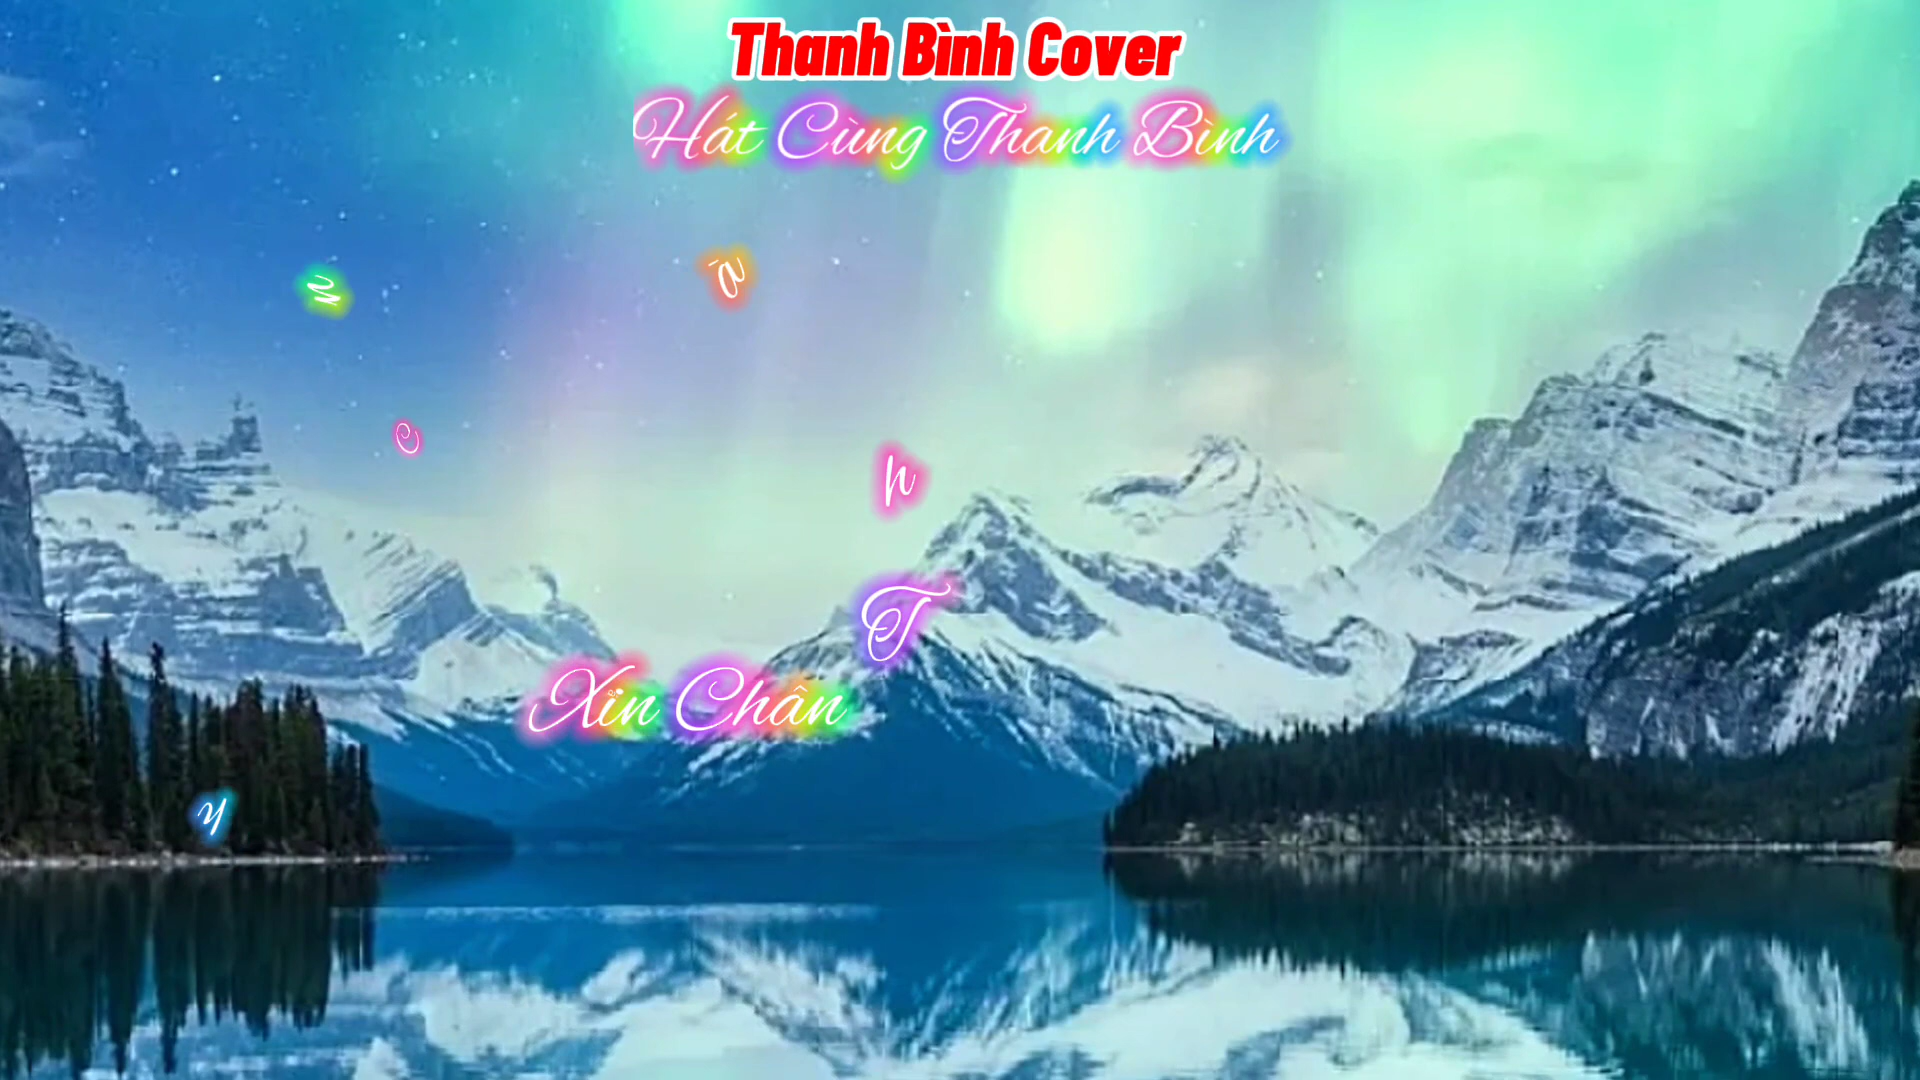 Thanh Bình Cover
Hát Cùng Thanh Bình
à
h
T
Xin Chân
y